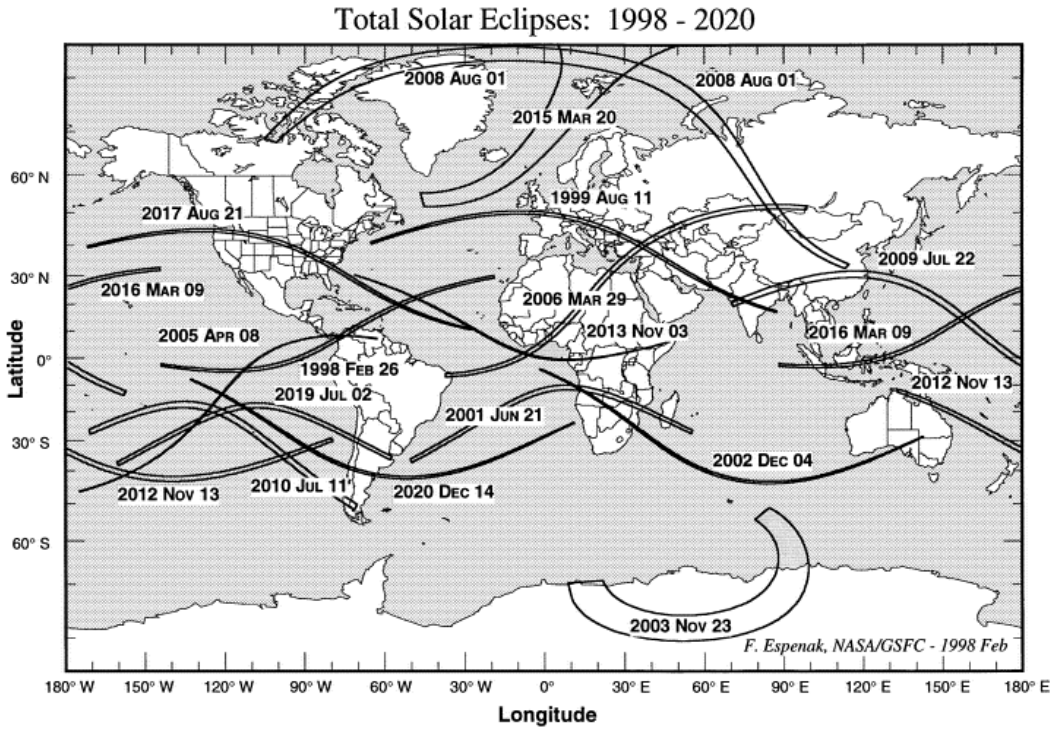 Total Solar Eclipses: 1998 - 2020
2008 AUG 01
2008 AUG 01
2015 MAR 20
60° N
1999 AUG 11
2017 AUG 21
2009 JUL 22
30° N
2016 MAR 09
2006 MAR 29
2013 NOV 03
2016 MAR 09
2005 APR 08
Latitude
0°
1998 FEB 26
2012 NOV 13
2019 JUL 02
2001 JUN 21
30° S
2002 DEC 04
2012 NOV 13
2010 JUL 11
2020 DEC 14
60° S
2003 NOV 23
F. Espenak, NASA/GSFC - 1998 Feb
180° W 150° W 120° W 90° W 60° W 30° W 0° 30° E 60° E 90° E 120° E 150° E 180° E
Longitude